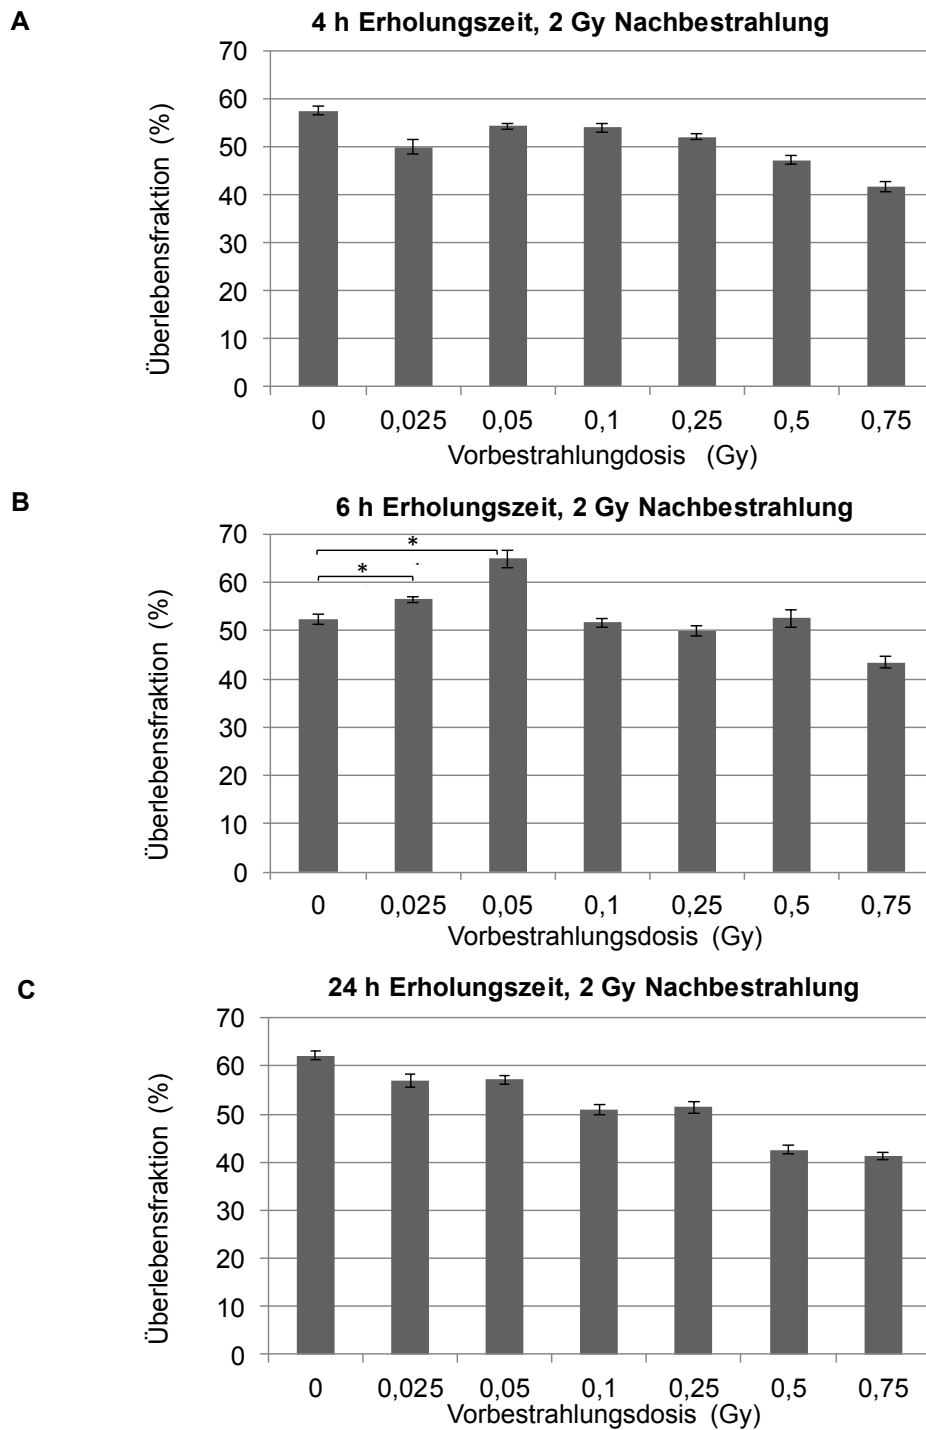 A
4 h Erholungszeit, 2 Gy Nachbestrahlung
Überlebensfraktion (%)
70
60
50
40
30
20
10
0
0 0,025 0,05 0,1 0,25 0,5 0,75
Vorbestrahlungdosis (Gy)
B
6 h Erholungszeit, 2 Gy Nachbestrahlung
Überlebensfraktion (%)
70
60
50
40
30
20
10
0
*
*
0 0,025 0,05 0,1 0,25 0,5 0,75
Vorbestrahlungsdosis (Gy)
C
24 h Erholungszeit, 2 Gy Nachbestrahlung
Überlebensfraktion (%)
70
60
50
40
30
20
10
0
0 0,025 0,05 0,1 0,25 0,5 0,75
Vorbestrahlungsdosis (Gy)